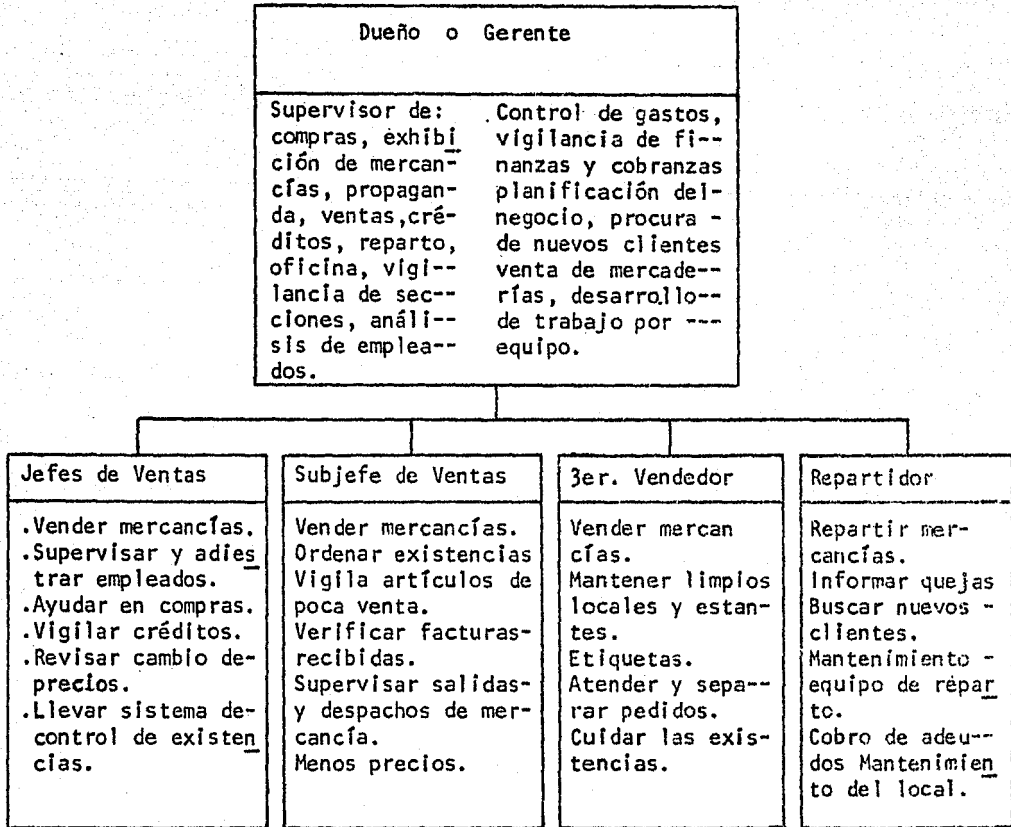 Dueño o Gerente
Supervisor de:
compras, exhibi
ción de mercan-
cías, propagan-
da, ventas,cré-
ditos, reparto,
oficina, vigi--
lancia de sec--
ciones, análi--
sis de emplea--
dos.
.Control de gastos,
vigilancia de fi--
nanzas y cobranzas
planificación del-
negocio, procura -
de nuevos clientes
venta de mercade--
rías, desarrollo--
de trabajo por ---
equipo.
Jefes de Ventas
.Vender mercancías.
.Supervisar y adies
trar empleados.
.Ayudar en compras.
.Vigilar créditos.
.Revisar cambio de-
precios.
.Llevar sistema de-
control de existen
cias.
Subjefe de Ventas
Vender mercancías.
Ordenar existencias
Vigila artículos de
poca venta.
Verificar facturas-
recibidas.
Supervisar salidas-
y despachos de mer-
cancía.
Menos precios.
3er. Vendedor
Vender mercan
cías.
Mantener limpios
locales y estan-
tes.
Etiquetas.
Atender y sepa--
rar pedidos.
Cuidar las exis-
tencias.
Repartidor
Repartir mer-
cancías.
Informar quejas
Buscar nuevos -
clientes.
Mantenimiento -
equipo de repar
to.
Cobro de adeu--
dos Mantenimien
to del local.